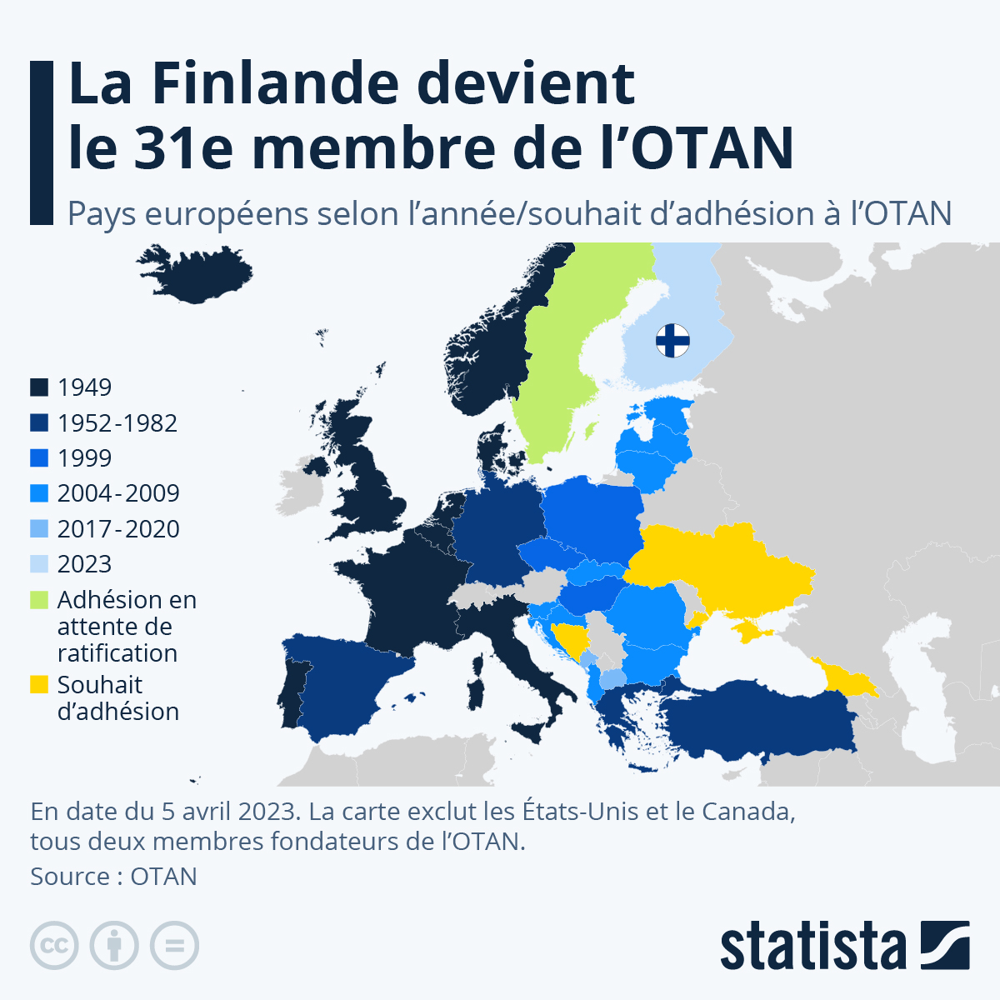 La Finlande devient
le 31e membre de l’OTAN
Pays européens selon l’année/souhait d’adhésion à l’OTAN
1949
1952-1982
1999
2004-2009
2017-2020
2023
Adhésion en
attente de
ratification
Souhait
d’adhésion
En date du 5 avril 2023. La carte exclut les États-Unis et le Canada,
tous deux membres fondateurs de l’OTAN.
Source : OTAN
cc
statista